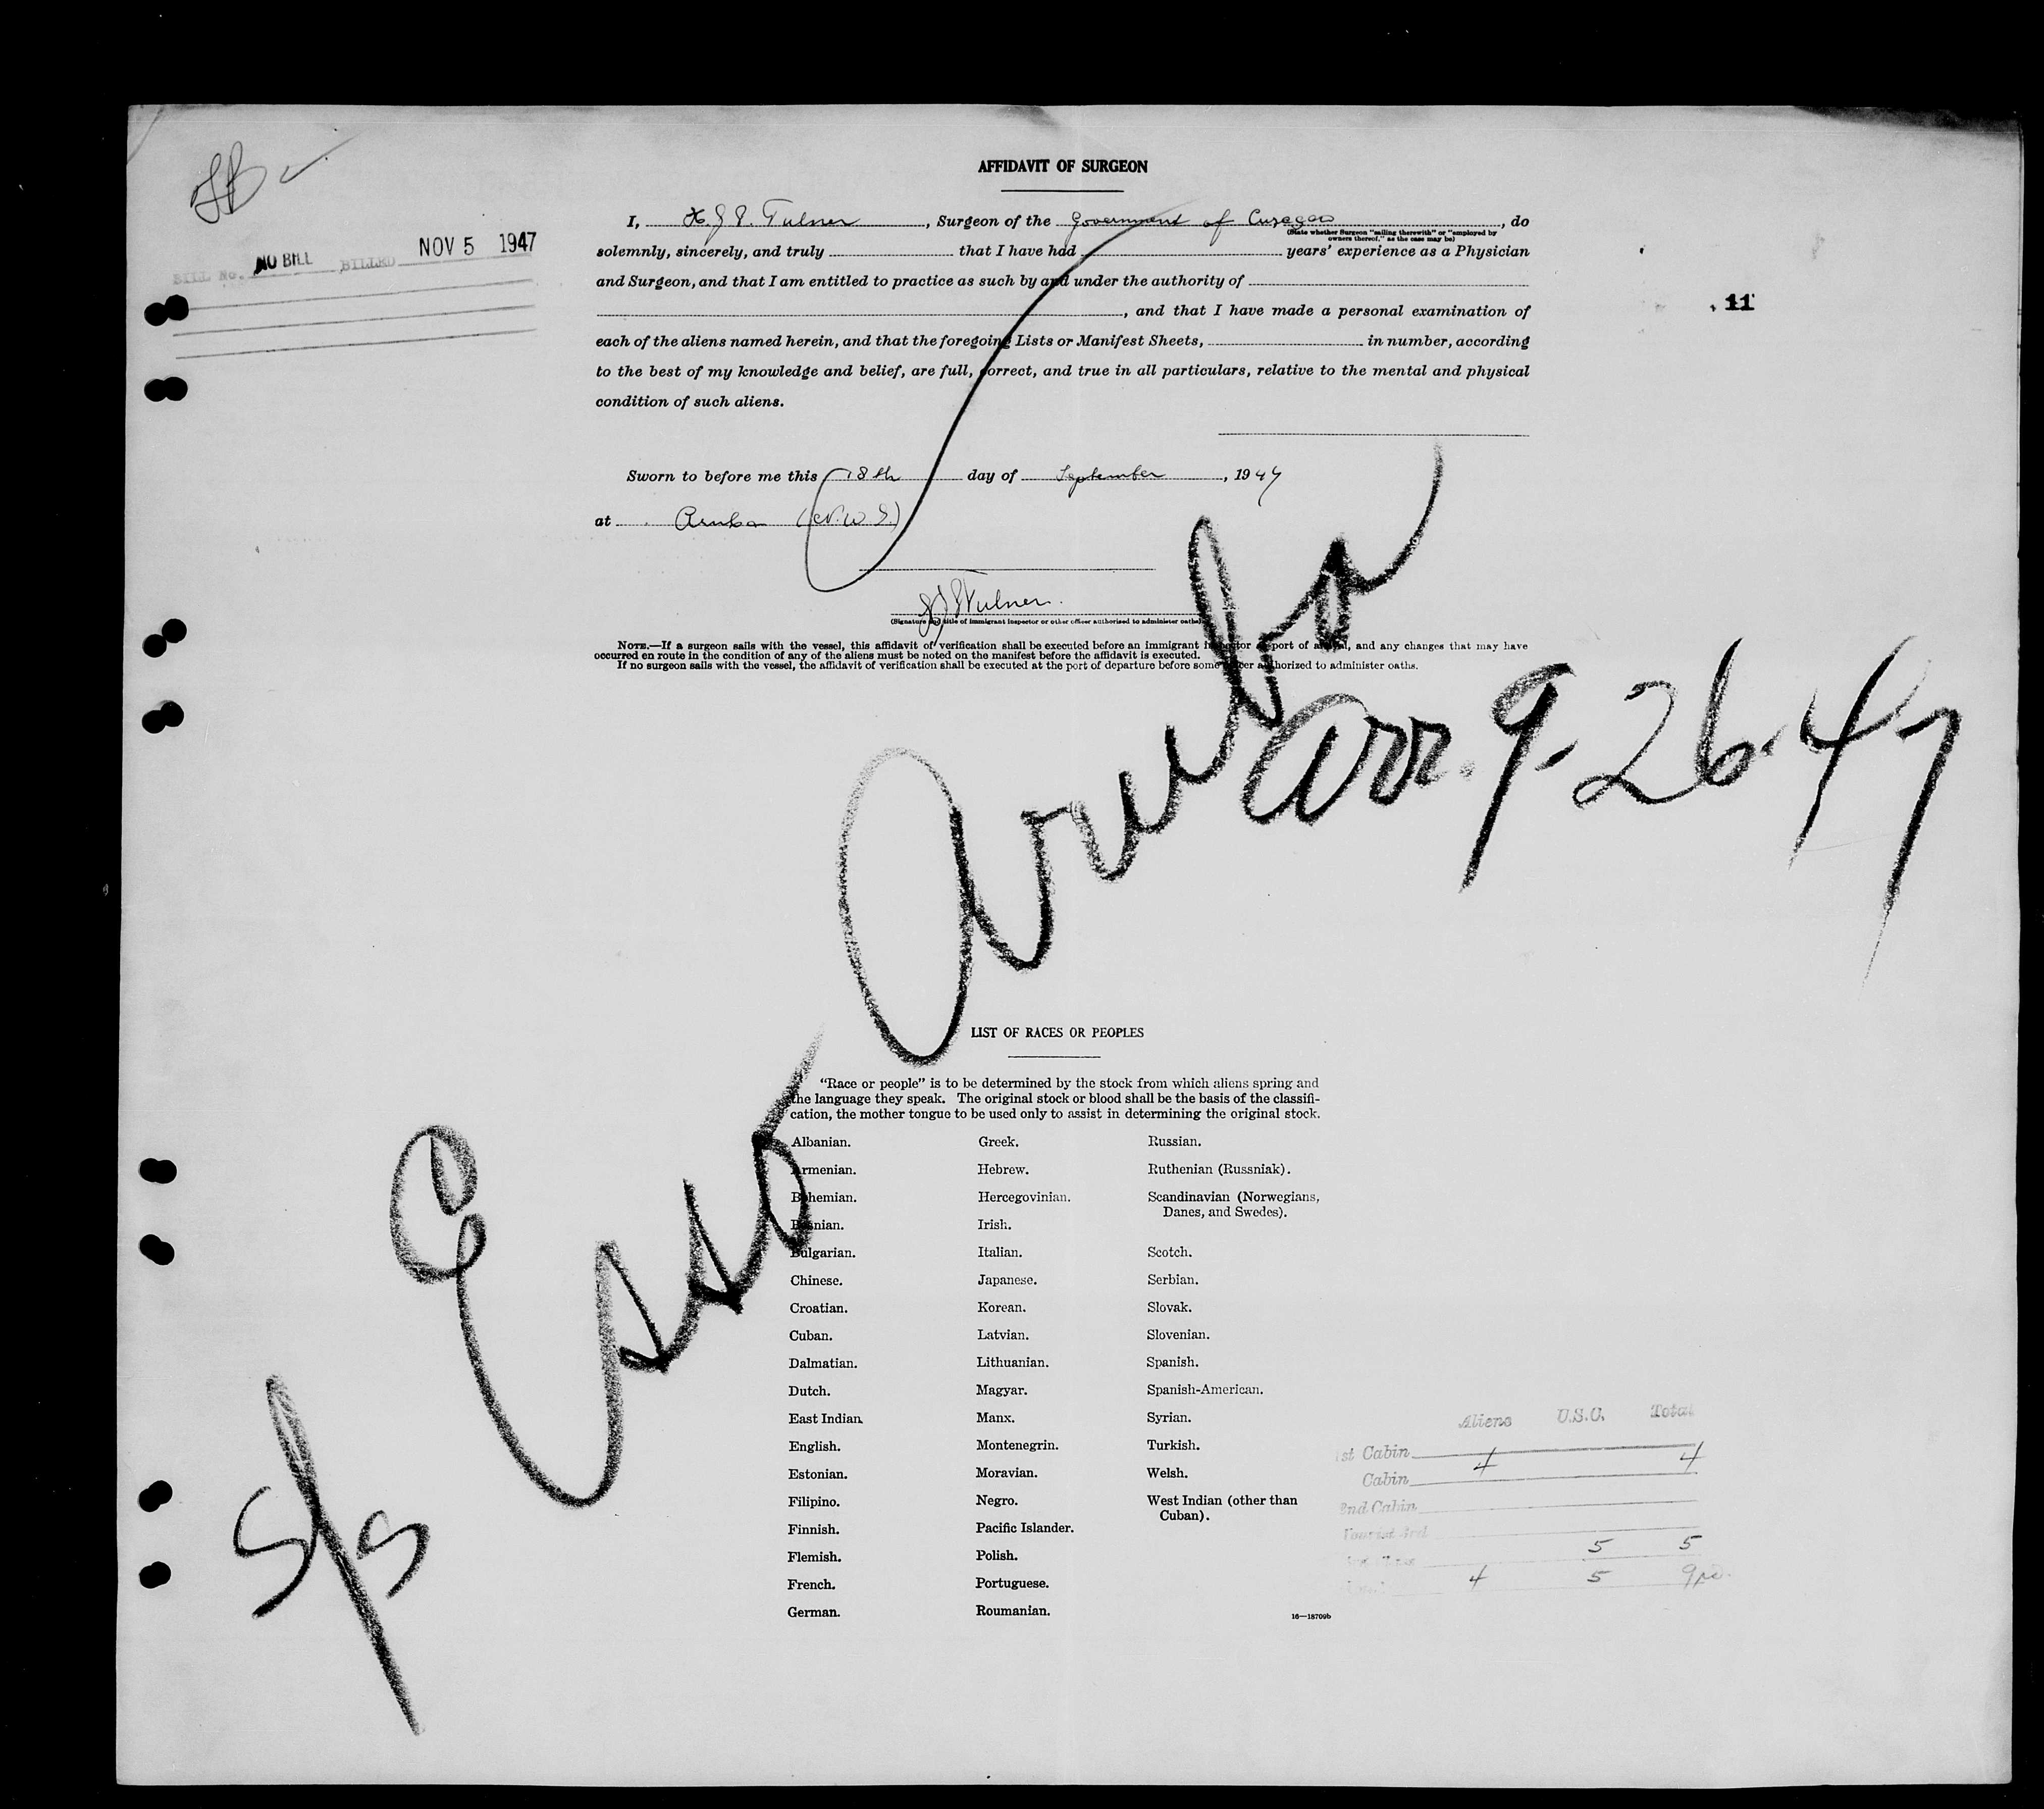 AFFIDAVIT OF SURGEON
I, H. J. E. Tulner, Surgeon of the Government of Curaçao, do
(State whether Surgeon "sailing therewith" or "employed by
owners thereof," as the case may be)
solemnly, sincerely, and truly that I have had years' experience as a Physician
and Surgeon, and that I am entitled to practice as such by and under the authority of
, and that I have made a personal examination of
each of the aliens named herein, and that the foregoing Lists or Manifest Sheets, in number, according
to the best of my knowledge and belief, are full, correct, and true in all particulars, relative to the mental and physical
condition of such aliens.
BILL No. NO BILL BILLED NOV 5 1947
11
Sworn to before me this 18th day of September, 1947
at Aruba (N.W.I.)
Tulner.
(Signature and title of immigrant inspector or other officer authorized to administer oaths)
NOTE.—If a surgeon sails with the vessel, this affidavit of verification shall be executed before an immigrant inspector at port of arrival, and any changes that may have
occurred en route in the condition of any of the aliens must be noted on the manifest before the affidavit is executed.
If no surgeon sails with the vessel, the affidavit of verification shall be executed at the port of departure before some officer authorized to administer oaths.
S/S Esso Aruba
arr. 9-26-47
LIST OF RACES OR PEOPLES
"Race or people" is to be determined by the stock from which aliens spring and
the language they speak. The original stock or blood shall be the basis of the classifi-
cation, the mother tongue to be used only to assist in determining the original stock.
Albanian.
Armenian.
Bohemian.
Bosnian.
Bulgarian.
Chinese.
Croatian.
Cuban.
Dalmatian.
Dutch.
East Indian.
English.
Estonian.
Filipino.
Finnish.
Flemish.
French.
German.
Greek.
Hebrew.
Hercegovinian.
Irish.
Italian.
Japanese.
Korean.
Latvian.
Lithuanian.
Magyar.
Manx.
Montenegrin.
Moravian.
Negro.
Pacific Islander.
Polish.
Portuguese.
Roumanian.
Russian.
Ruthenian (Russniak).
Scandinavian (Norwegians,
Danes, and Swedes).
Scotch.
Serbian.
Slovak.
Slovenian.
Spanish.
Spanish-American.
Syrian.
Turkish.
Welsh.
West Indian (other than
Cuban).
16—18709b
Aliens U.S.C. Total
1st Cabin
Cabin 4 4
2nd Cabin
Tourist 3rd
5 5
4 5 9